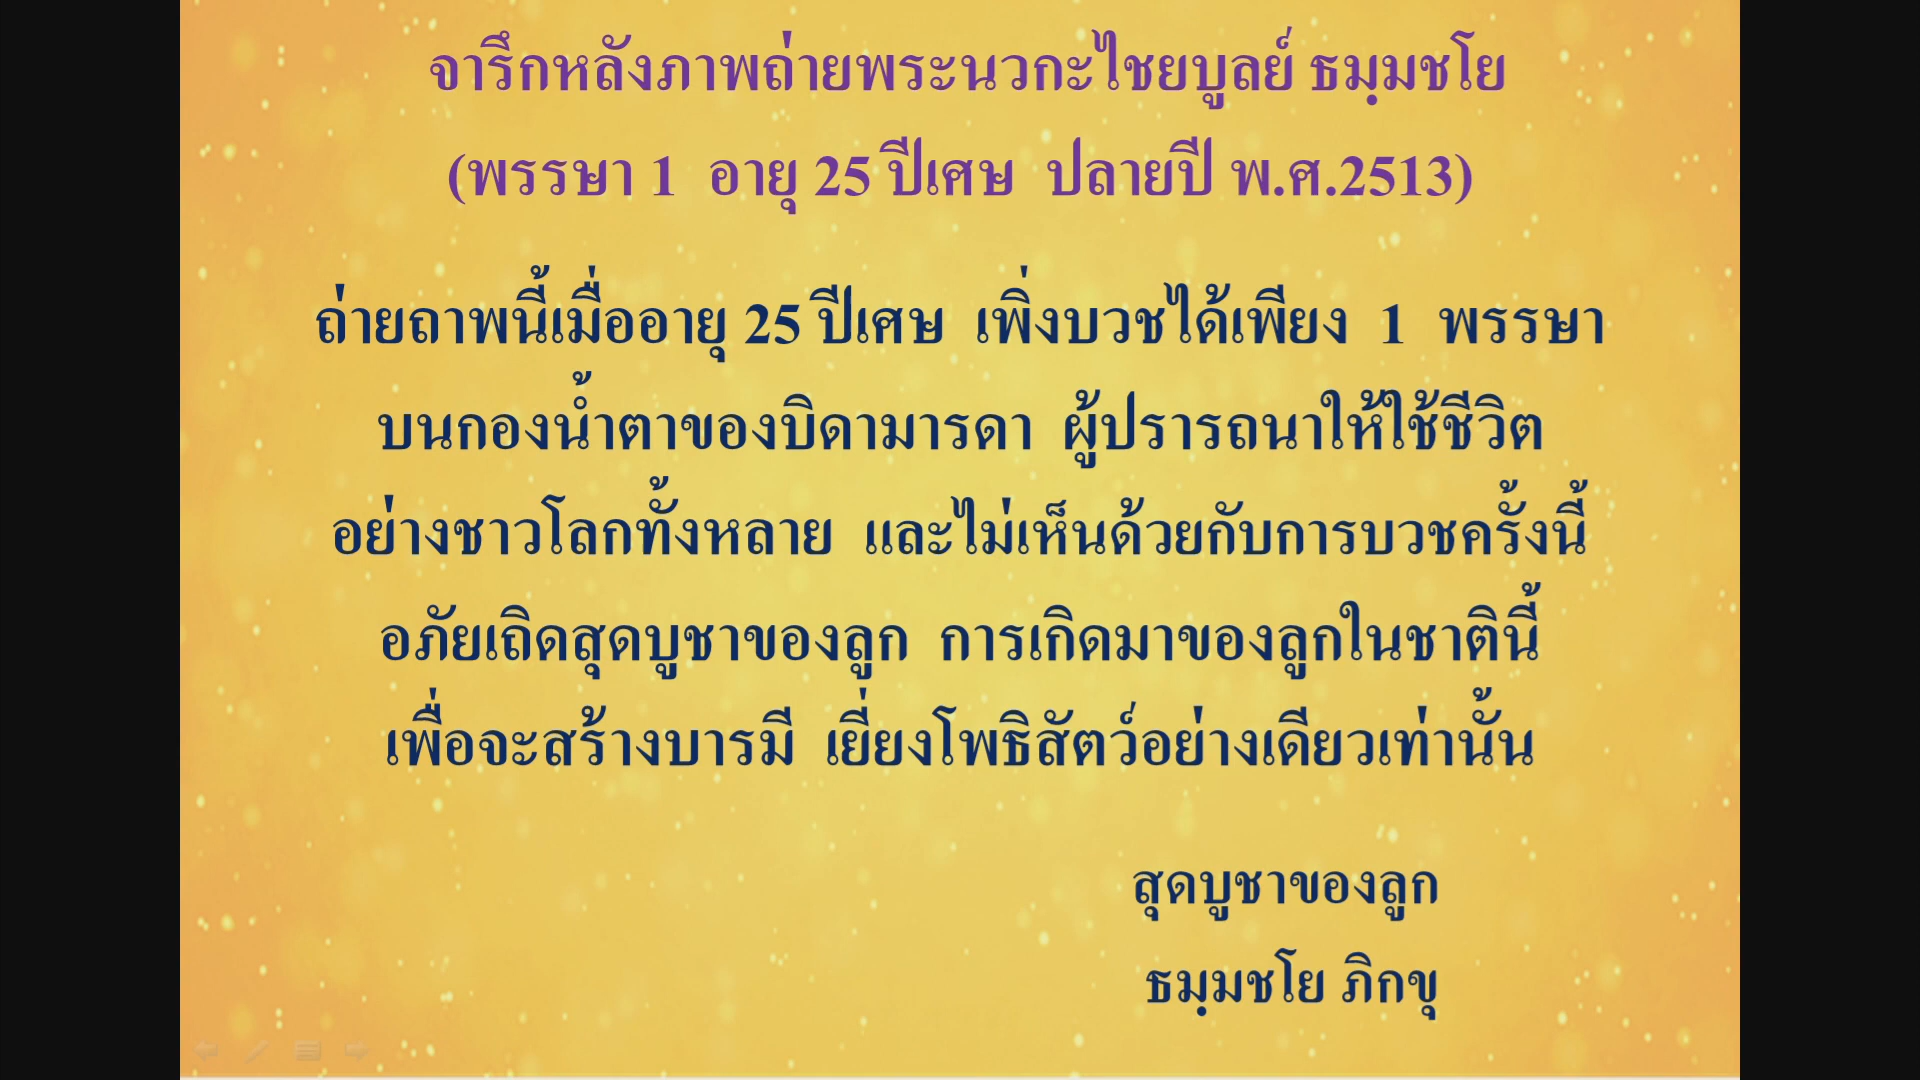 จารึกหลังภาพถ่ายพระนวกะไชยบูลย์ ธมฺมชโย
(พรรษา 1 อายุ 25 ปีเศษ ปลายปี พ.ศ.2513)
ถ่ายถาพนี้เมื่ออายุ 25 ปีเศษ เพิ่งบวชได้เพียง 1 พรรษา
บนกองน้ำตาของบิดามารดา ผู้ปรารถนาให้ใช้ชีวิต
อย่างชาวโลกทั้งหลาย และไม่เห็นด้วยกับการบวชครั้งนี้
อภัยเถิดสุดบูชาของลูก การเกิดมาของลูกในชาตินี้
เพื่อจะสร้างบารมี เยี่ยงโพธิสัตว์อย่างเดียวเท่านั้น
สุดบูชาของลูก
ธมฺมชโย ภิกขุ